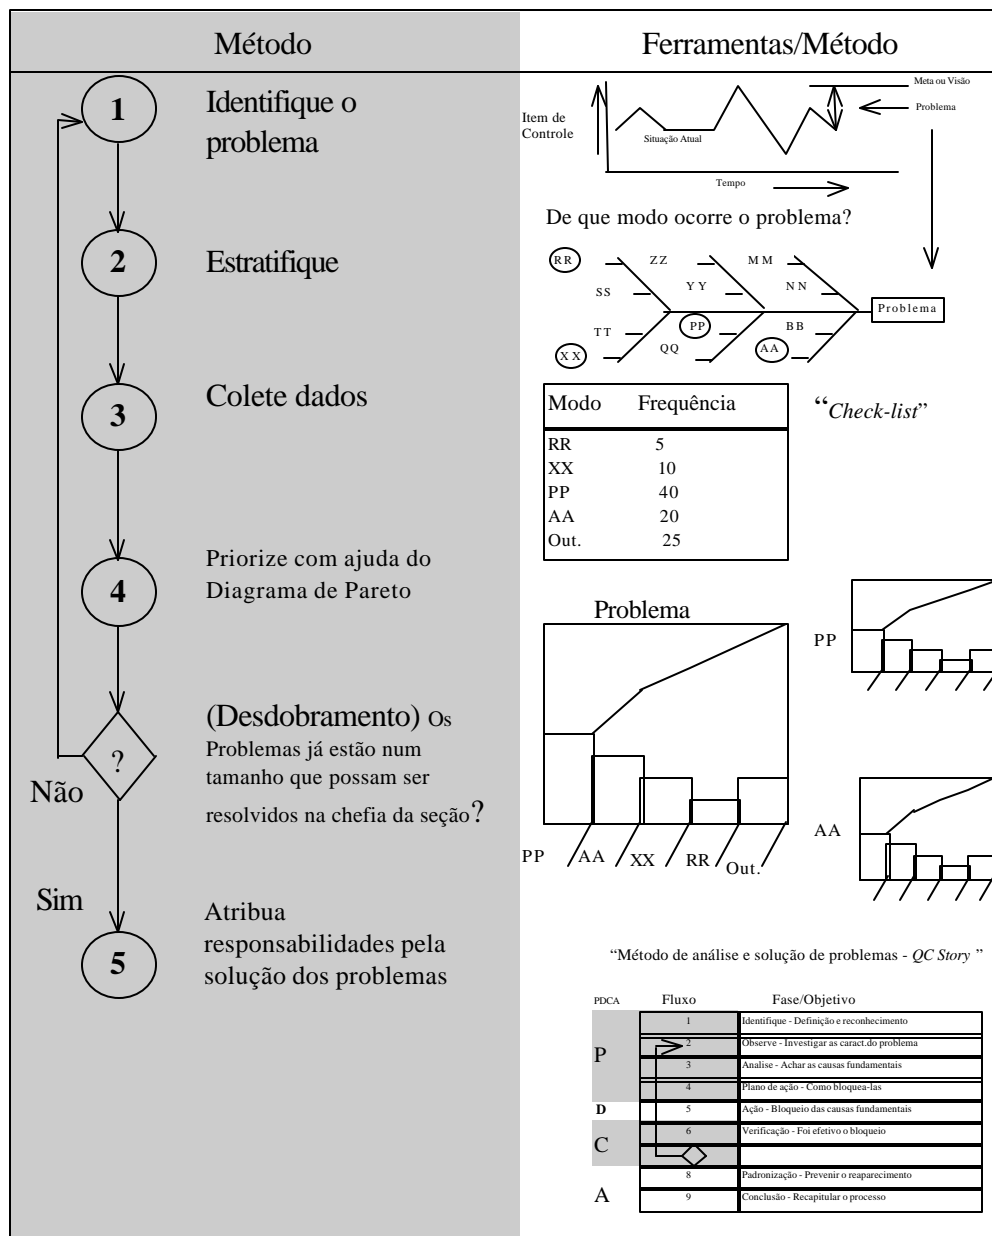 Método
Ferramentas/Método
1
Identifique o
problema
2
Estratifique
3
Colete dados
4
Priorize com ajuda do
Diagrama de Pareto
?
(Desdobramento) Os
Problemas já estão num
tamanho que possam ser
resolvidos na chefia da seção?
Não
Sim
5
Atribua
responsabilidades pela
solução dos problemas
Item de
Controle
Meta ou Visão
Problema
Situação Atual
Tempo
De que modo ocorre o problema?
RR
ZZ
MM
SS
YY
NN
Problema
TT
PP
BB
XX
QQ
AA
Modo Frequência
RR 5
XX 10
PP 40
AA 20
Out. 25
“Check-list”
Problema
PP AA XX RR Out.
PP
AA
“Método de análise e solução de problemas - QC Story ”
PDCA Fluxo Fase/Objetivo
P
1 Identifique - Definição e reconhecimento
2 Observe - Investigar as caract.do problema
3 Analise - Achar as causas fundamentais
4 Plano de ação - Como bloquea-las
D 5 Ação - Bloqueio das causas fundamentais
C
6 Verificação - Foi efetivo o bloqueio
A
8 Padronização - Prevenir o reaparecimento
9 Conclusão - Recapitular o processo